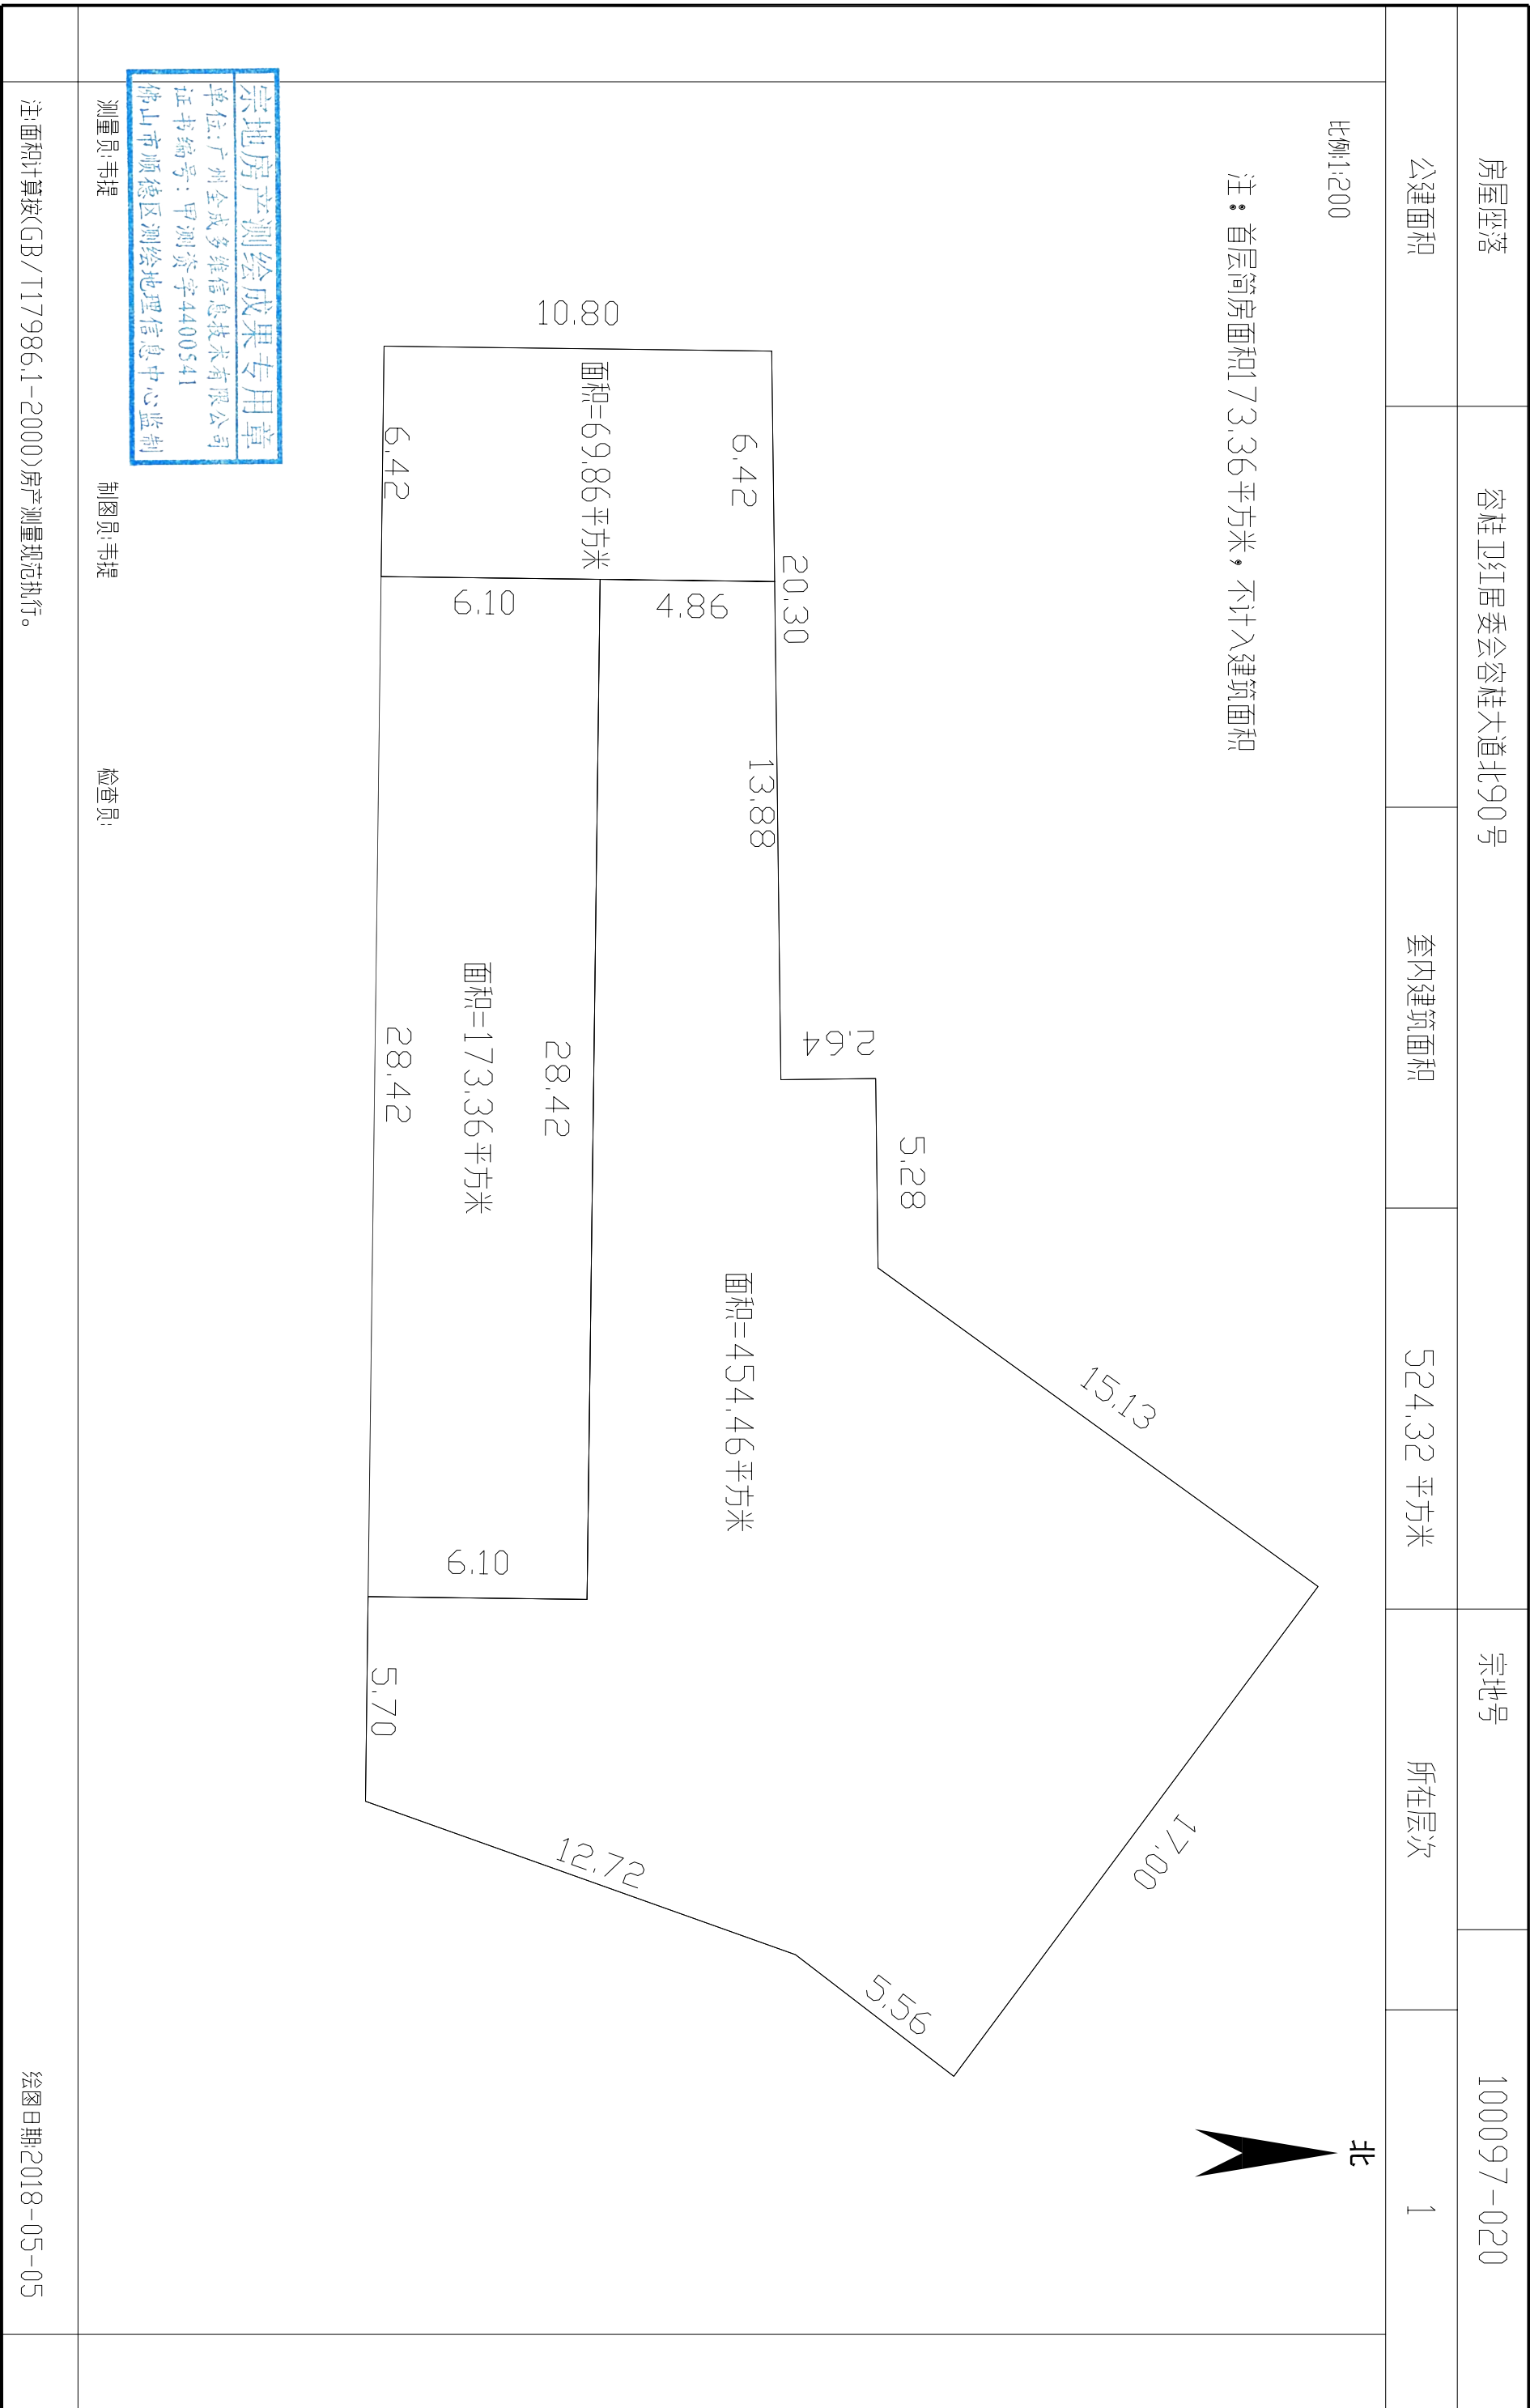 房屋座落 容桂卫红居委会容桂大道北90号 宗地号 100097-020
公建面积 套内建筑面积 524.32 平方米 所在层次 1
比例:1:200
北
注：首层简房面积173.36平方米，不计入建筑面积
15.13
17.00
5.28
2.64
5.56
20.30
6.42
13.88
面积=454.46平方米
4.86
10.80
面积=69.86平方米
12.72
28.42
6.10
面积=173.36平方米
6.10
6.42
28.42
5.70
宗地房产测绘成果专用章
单位:广州全成多维信息技术有限公司
证书编号:甲测资字4400541
佛山市顺德区测绘地理信息中心监制
测量员:韦提 制图员:韦提 检查员:
注:面积计算按《GB/T17986.1-2000》房产测量规范执行。 绘图日期:2018-05-05